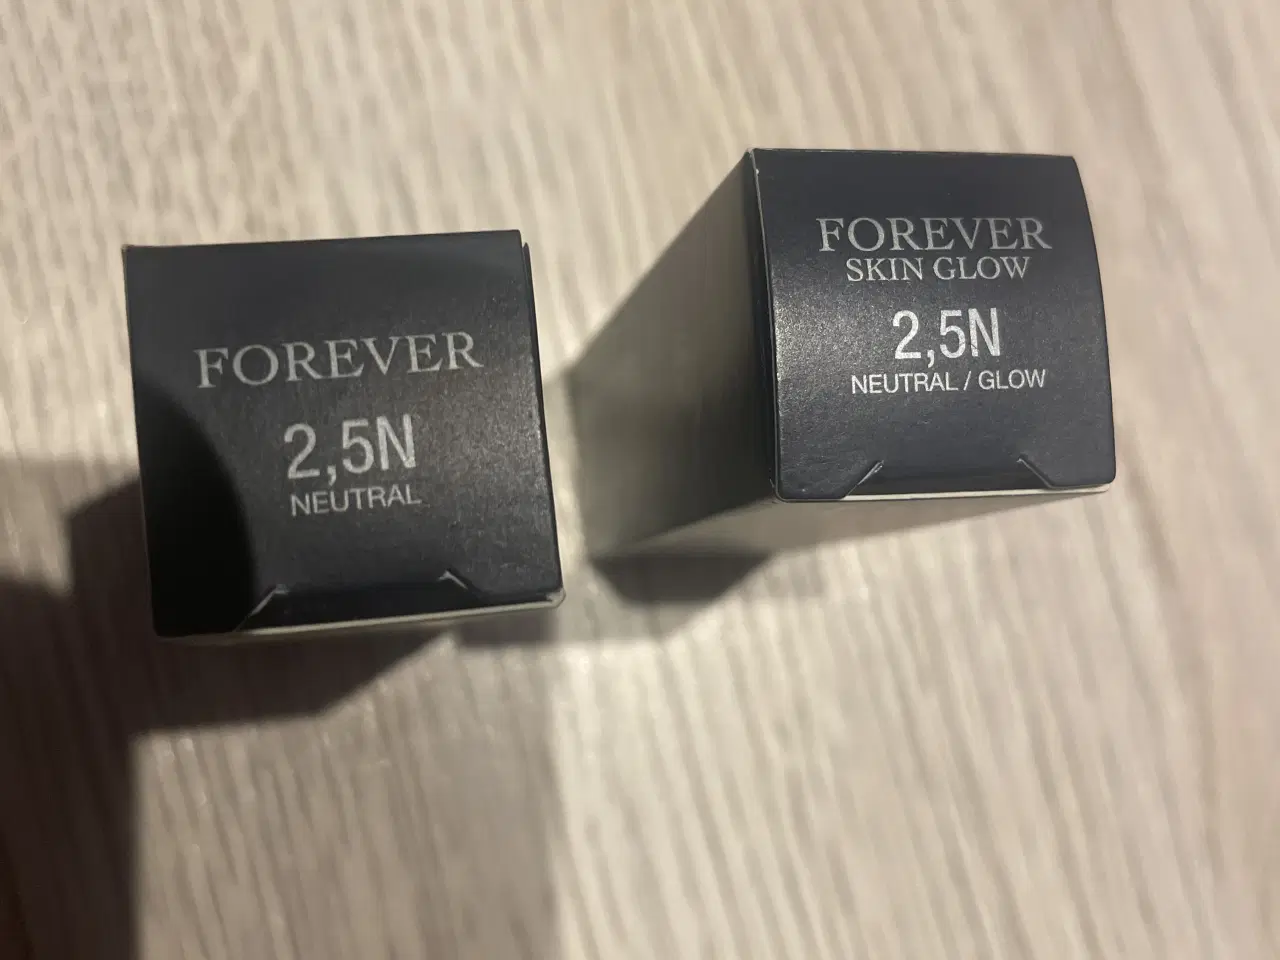 FOREVER
2,5N
NEUTRAL
FOREVER
SKIN GLOW
2,5N
NEUTRAL / GLOW